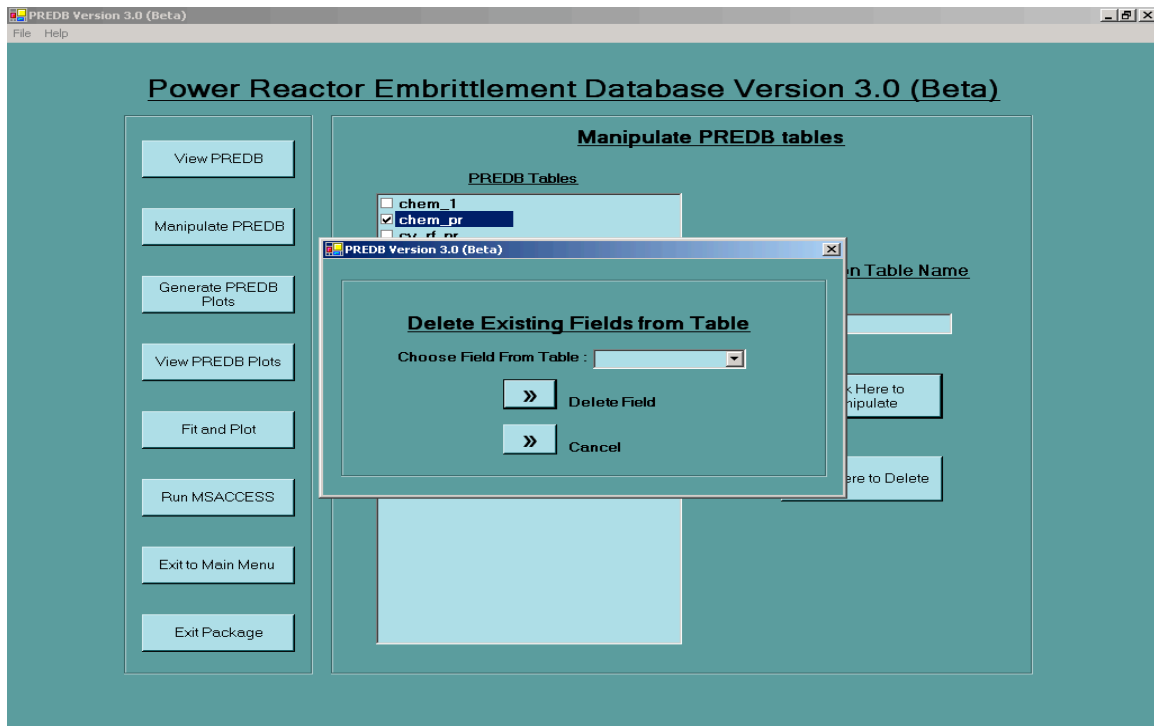 PREDB Version 3.0 (Beta)
File Help
Power Reactor Embrittlement Database Version 3.0 (Beta)
View PREDB
Manipulate PREDB
Generate PREDB
Plots
View PREDB Plots
Fit and Plot
Run MSACCESS
Exit to Main Menu
Exit Package
Manipulate PREDB tables
PREDB Tables
chem_1
chem_pr
PREDB Version 3.0 (Beta)
Delete Existing Fields from Table
Choose Field From Table :
» Delete Field
» Cancel
Table Name
Here to
ere to Delete